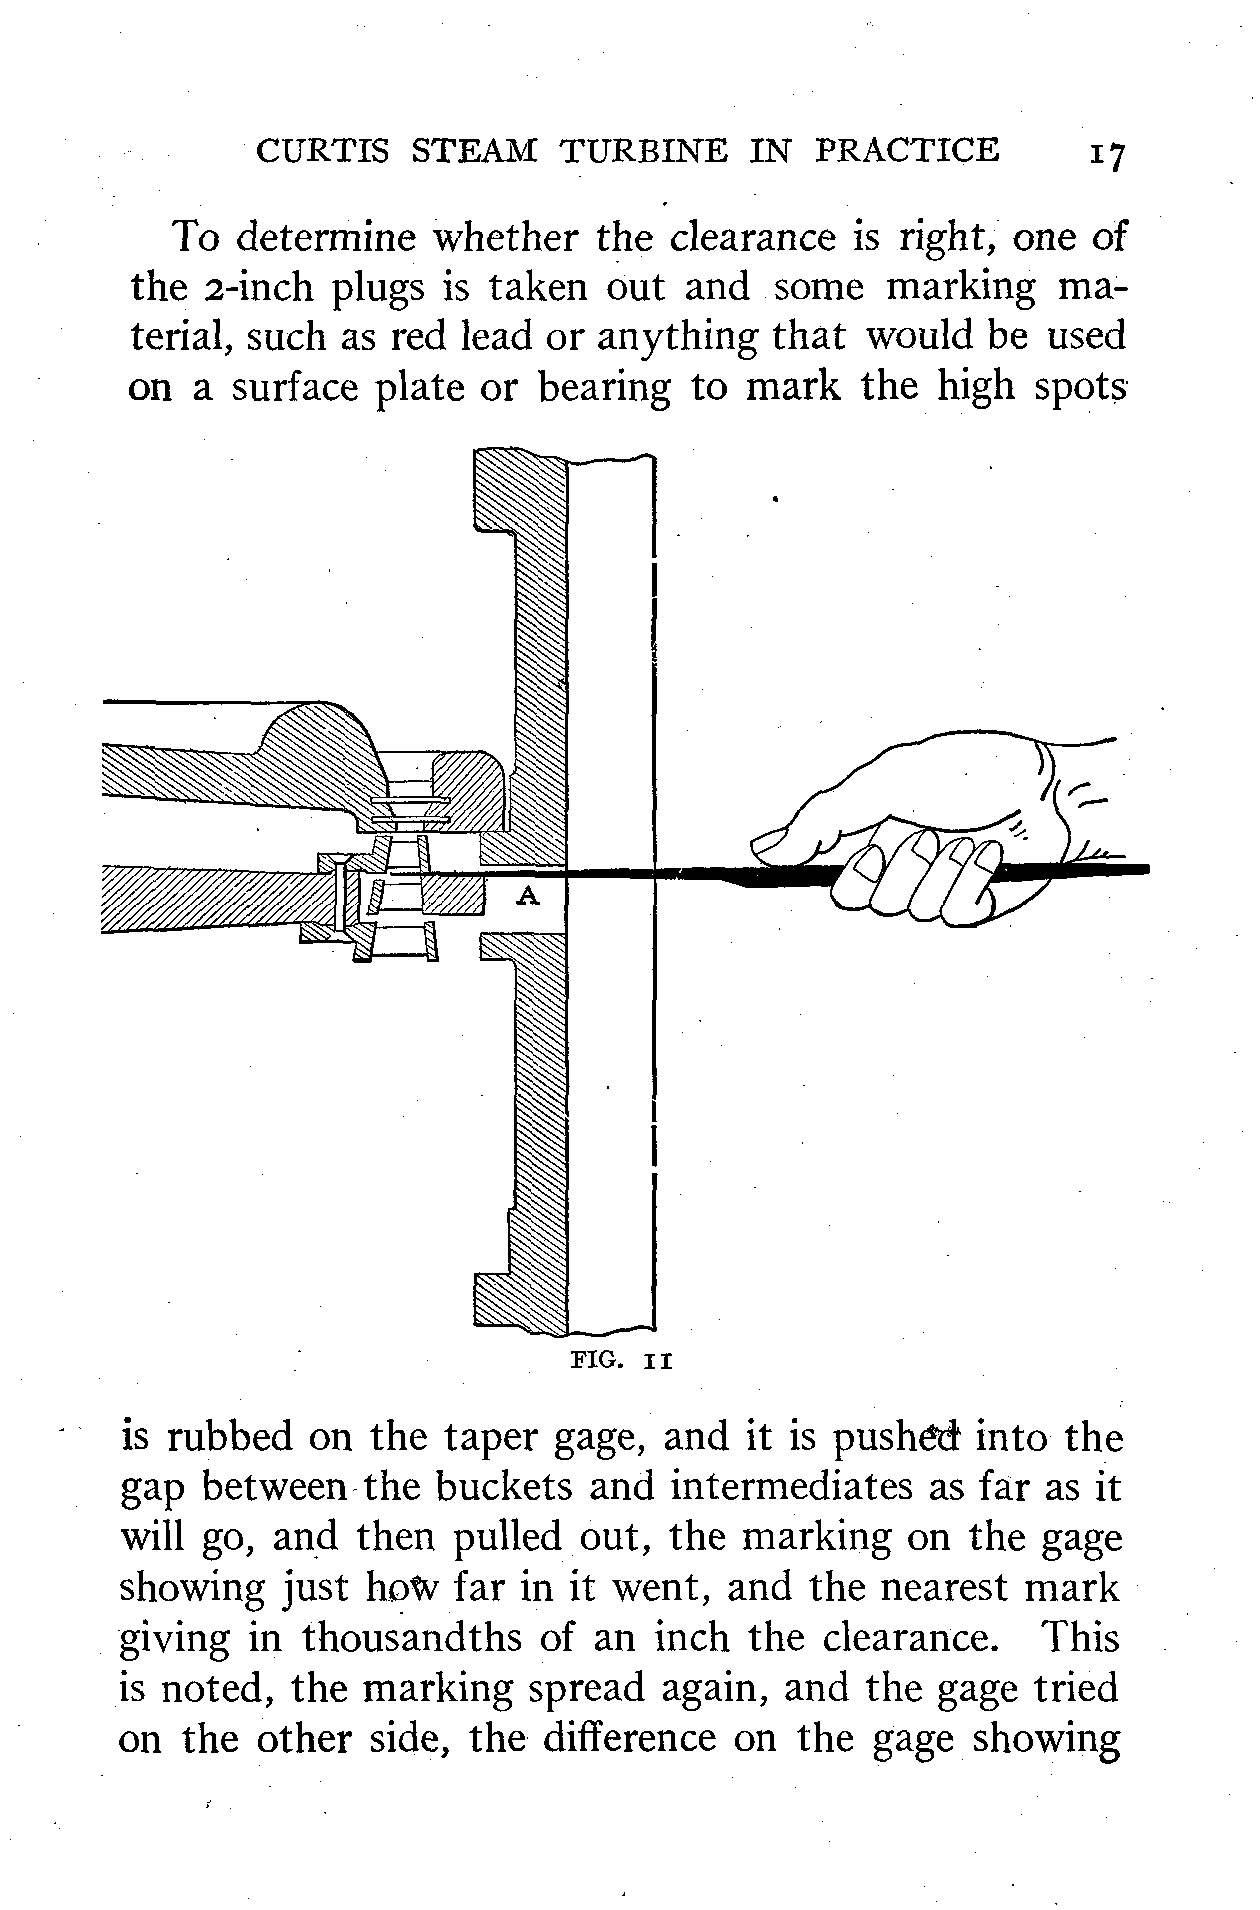 CURTIS STEAM TURBINE IN PRACTICE 17
To determine whether the clearance is right, one of
the 2-inch plugs is taken out and some marking ma-
terial, such as red lead or anything that would be used
on a surface plate or bearing to mark the high spots
A
FIG. 11
is rubbed on the taper gage, and it is pushed into the
gap between the buckets and intermediates as far as it
will go, and then pulled out, the marking on the gage
showing just how far in it went, and the nearest mark
giving in thousandths of an inch the clearance. This
is noted, the marking spread again, and the gage tried
on the other side, the difference on the gage showing